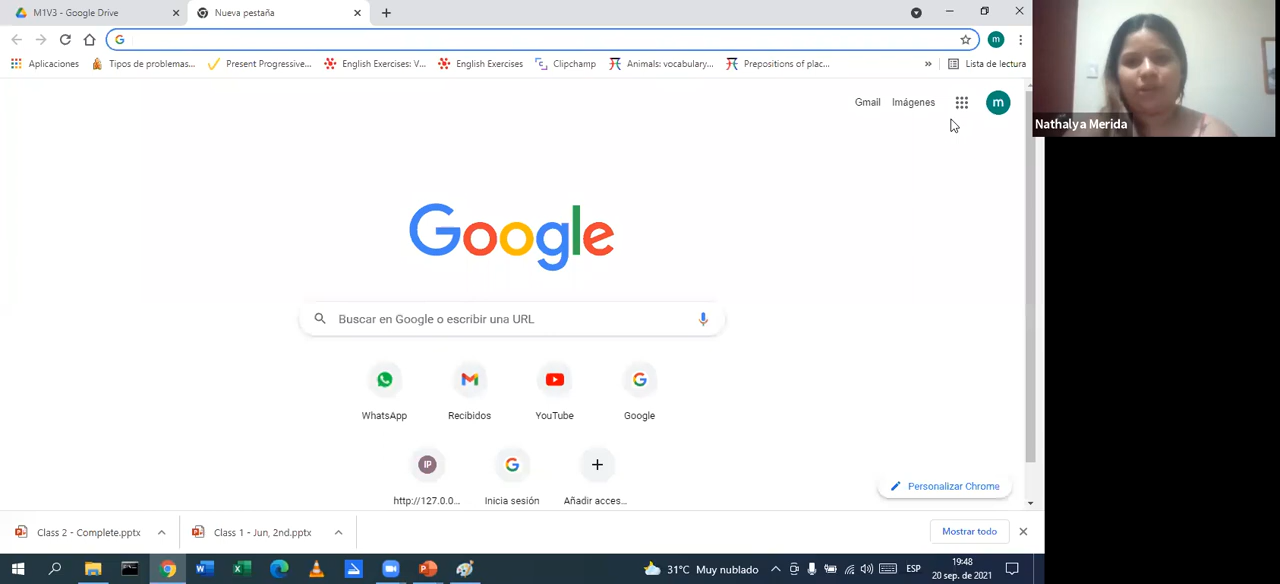 M1V3 - Google Drive
Nueva pestaña
Aplicaciones
Tipos de problemas...
Present Progressive...
English Exercises: V...
English Exercises
Clipchamp
Animals: vocabulary...
Prepositions of plac...
»
Lista de lectura
Gmail
Imágenes
m
m
Nathalya Merida
Google
Buscar en Google o escribir una URL
WhatsApp
Recibidos
YouTube
Google
IP
http://127.0.0...
Inicia sesión
Añadir acces...
Personalizar Chrome
Class 2 - Complete.pptx
Class 1 - Jun, 2nd.pptx
Mostrar todo
31°C Muy nublado
ESP
19:48
20 sep. de 2021